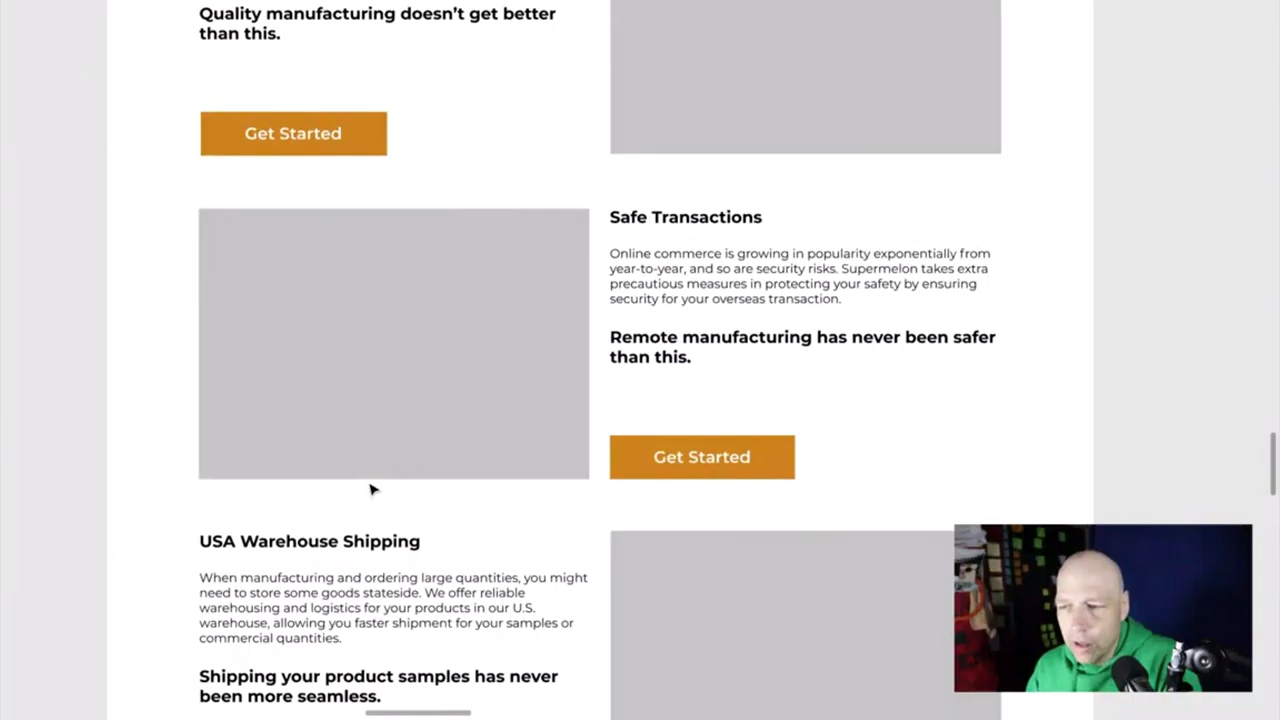 Quality manufacturing doesn’t get better
than this.
Get Started
Safe Transactions
Online commerce is growing in popularity exponentially from
year-to-year, and so are security risks. Supermelon takes extra
precautious measures in protecting your safety by ensuring
security for your overseas transaction.
Remote manufacturing has never been safer
than this.
Get Started
USA Warehouse Shipping
When manufacturing and ordering large quantities, you might
need to store some goods stateside. We offer reliable
warehousing and logistics for your products in our U.S.
warehouse, allowing you faster shipment for your samples or
commercial quantities.
Shipping your product samples has never
been more seamless.